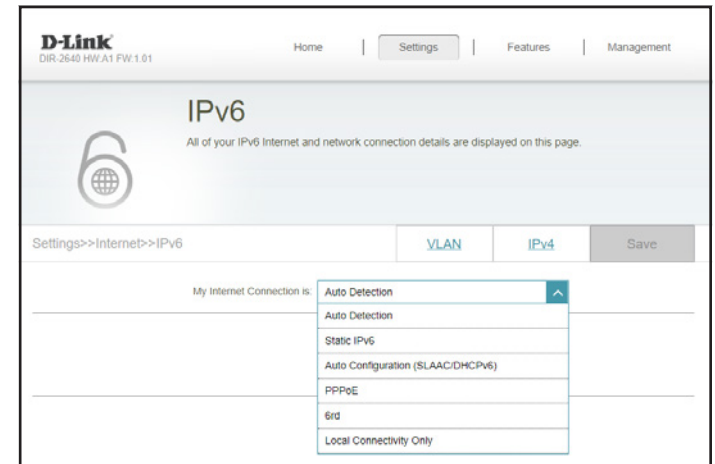 D-Link
DIR-2640 HW:A1 FW:1.01
Home | Settings | Features | Management
IPv6
All of your IPv6 Internet and network connection details are displayed on this page.
Settings>>Internet>>IPv6 VLAN IPv4 Save
My Internet Connection is: Auto Detection
Auto Detection
Static IPv6
Auto Configuration (SLAAC/DHCPv6)
PPPoE
6rd
Local Connectivity Only